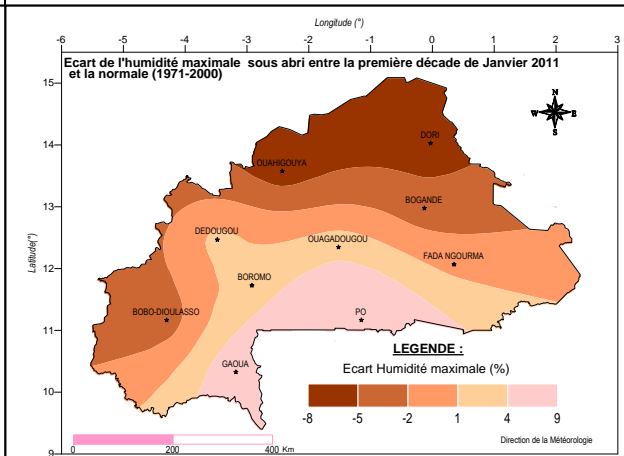 Longitude (°)
-6 -5 -4 -3 -2 -1 0 1 2 3
Ecart de l'humidité maximale sous abri entre la première décade de Janvier 2011
et la normale (1971-2000)
15
N
W E
S
14
DORI
OUAHIGOUYA
13
BOGANDE
DEDOUGOU
OUAGADOUGOU
Latitude(°)
12
FADA NGOURMA
BOROMO
BOBO-DIOULASSO
PO
11
LEGENDE :
GAOUA
Ecart Humidité maximale (%)
10
-8 -5 -2 1 4 9
Direction de la Météorologie
9
0 200 400 Km